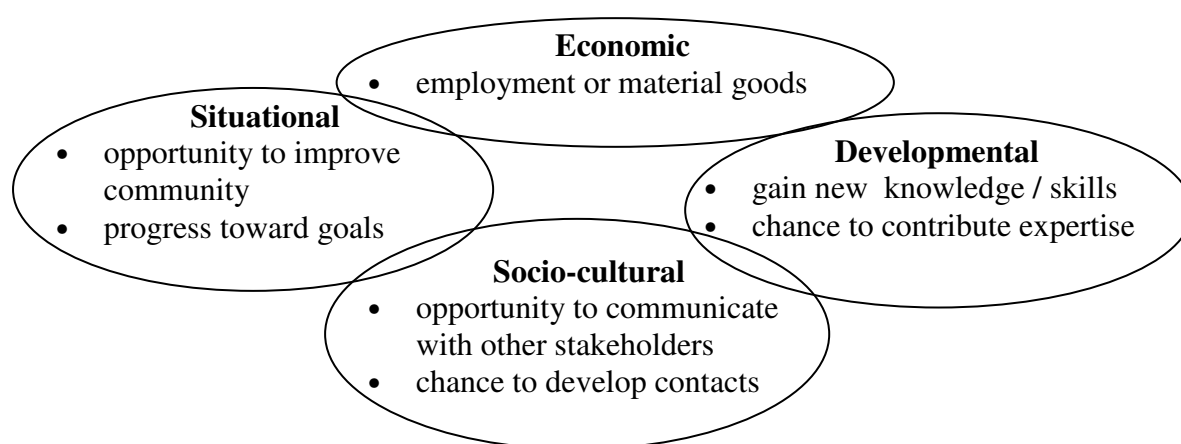 Economic
• employment or material goods
Situational
• opportunity to improve
community
• progress toward goals
Developmental
• gain new knowledge / skills
• chance to contribute expertise
Socio-cultural
• opportunity to communicate
with other stakeholders
• chance to develop contacts